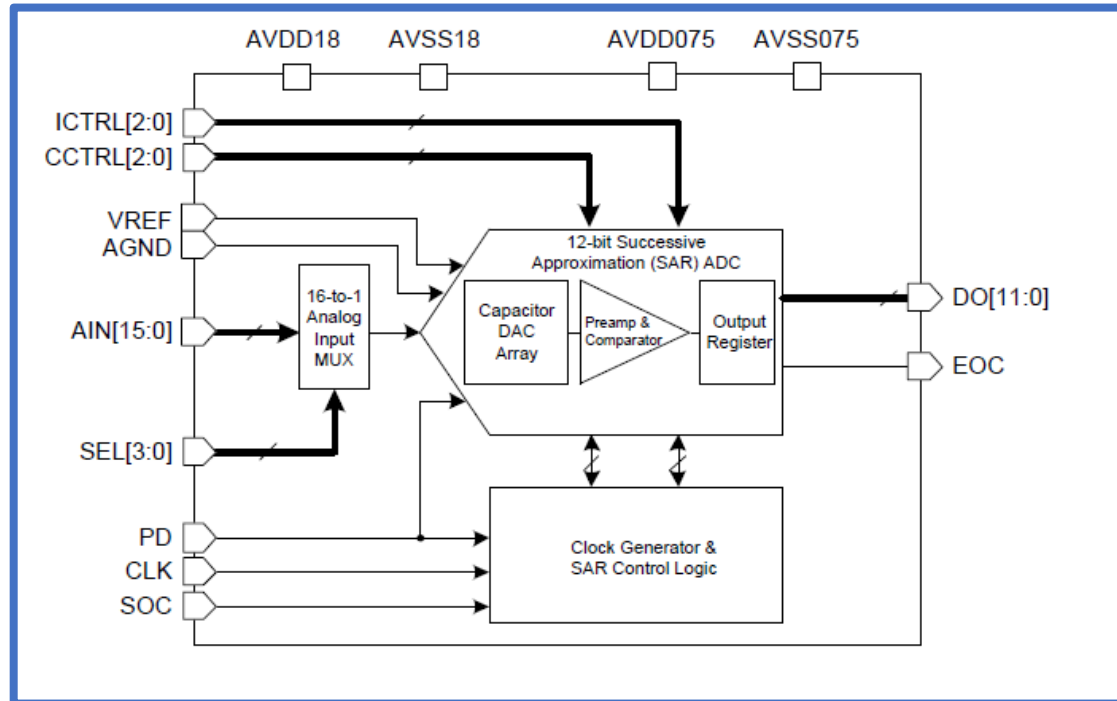 AVDD18
AVSS18
AVDD075
AVSS075
ICTRL[2:0]
CCTRL[2:0]
VREF
AGND
AIN[15:0]
SEL[3:0]
PD
CLK
SOC
16-to-1
Analog
Input
MUX
12-bit Successive
Approximation (SAR) ADC
Capacitor
DAC
Array
Preamp &
Comparator
Output
Register
Clock Generator &
SAR Control Logic
DO[11:0]
EOC